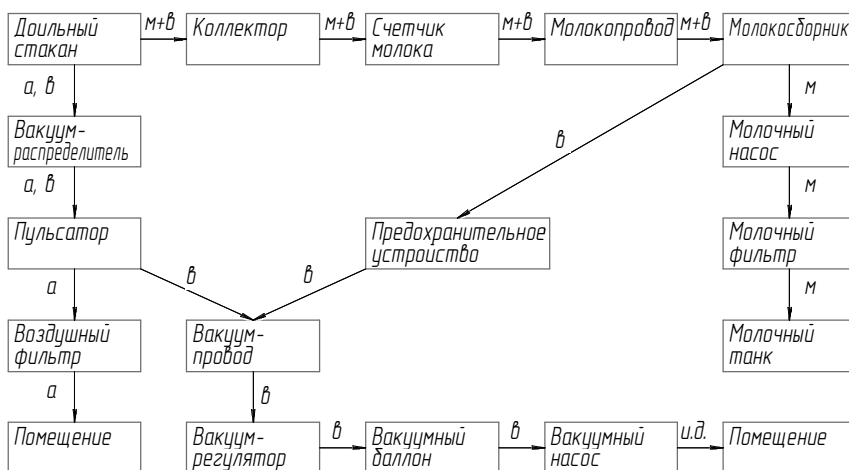 Доильный
стакан
м+в
Коллектор
м+в
Счетчик
молока
м+в
Молокопровод
м+в
Молокосборник
а, в
м
Вакуум-
распределитель
в
Молочный
насос
а, в
м
Пульсатор
Предохранительное
устроиство
Молочный
фильтр
а
в
в
м
Воздушный
фильтр
Вакуум-
провод
Молочный
танк
а
в
Помещение
Вакуум-
регулятор
в
Вакуумный
баллон
в
Вакуумный
насос
и.д.
Помещение